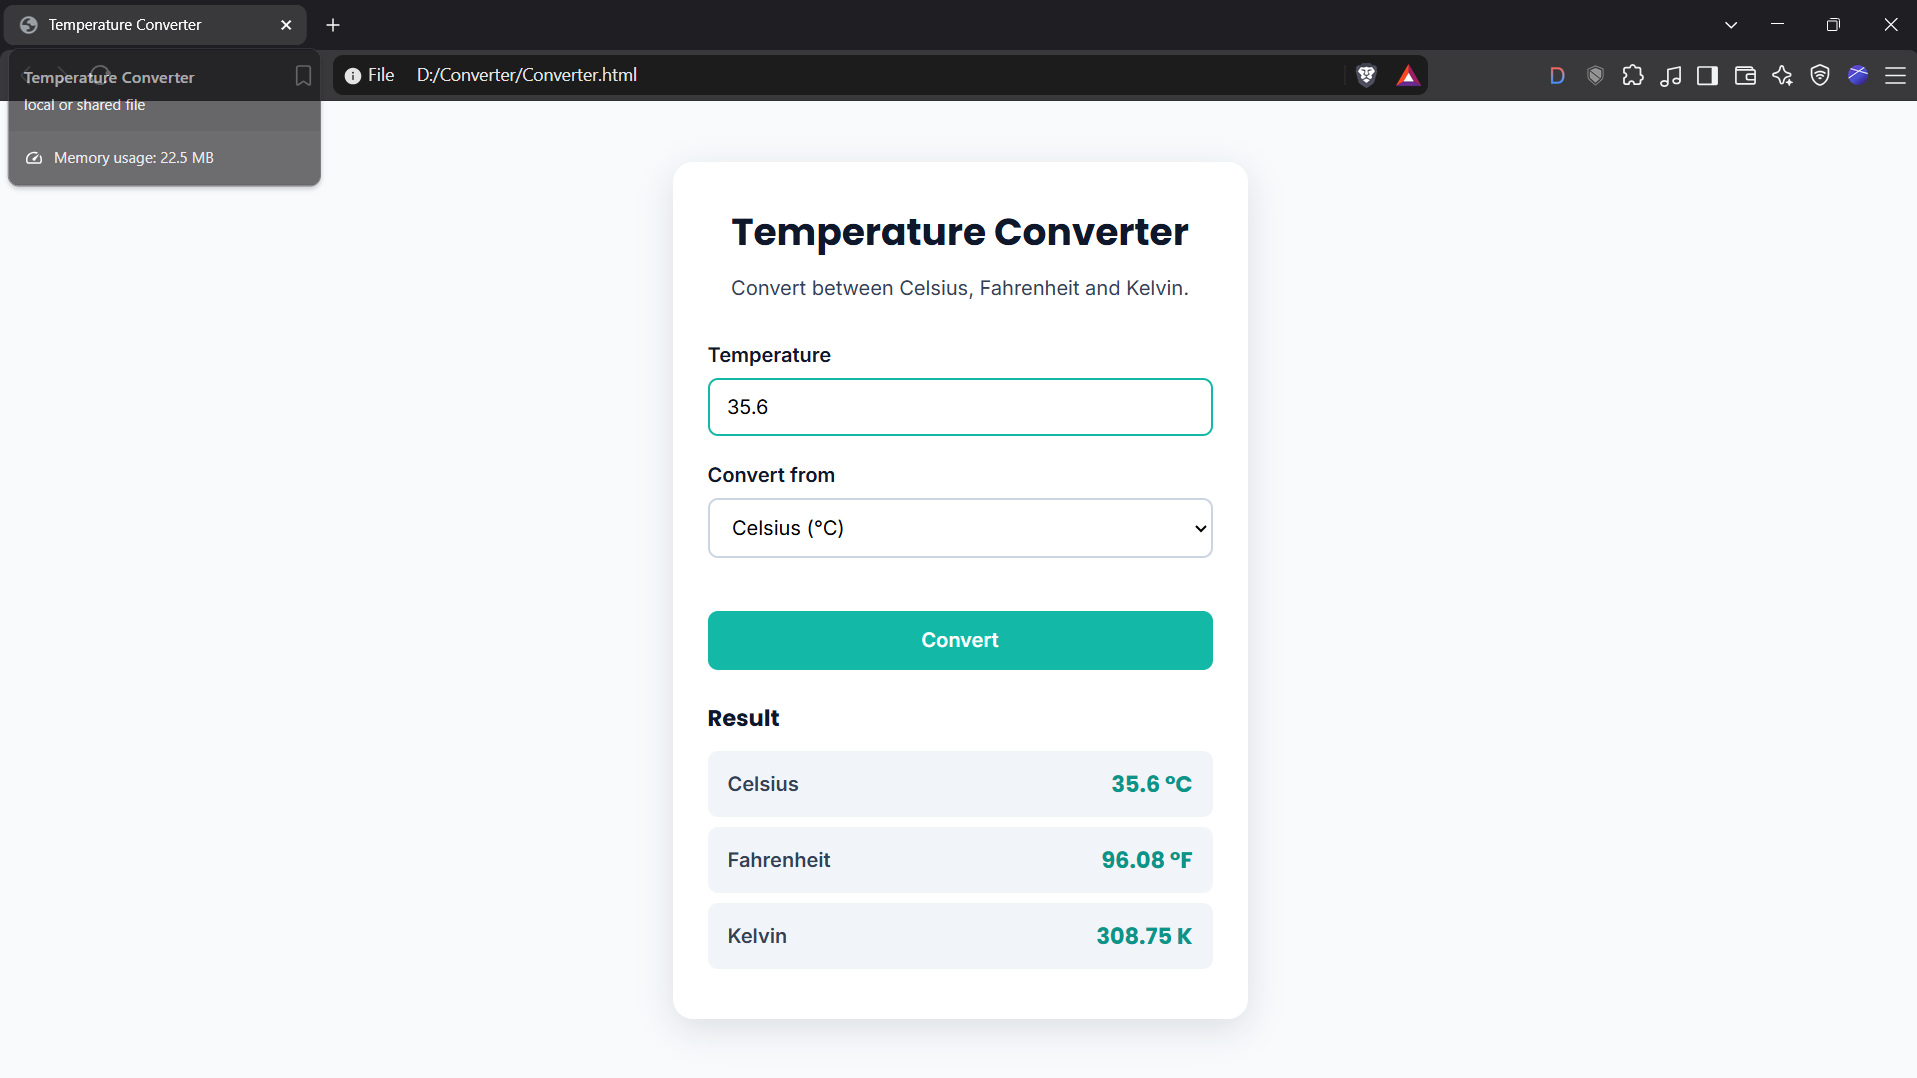 Temperature Converter
File D:/Converter/Converter.html
D
Temperature Converter
local or shared file
Memory usage: 22.5 MB
Temperature Converter
Convert between Celsius, Fahrenheit and Kelvin.
Temperature
35.6
Convert from
Celsius (°C)
Convert
Result
Celsius 35.6 °C
Fahrenheit 96.08 °F
Kelvin 308.75 K